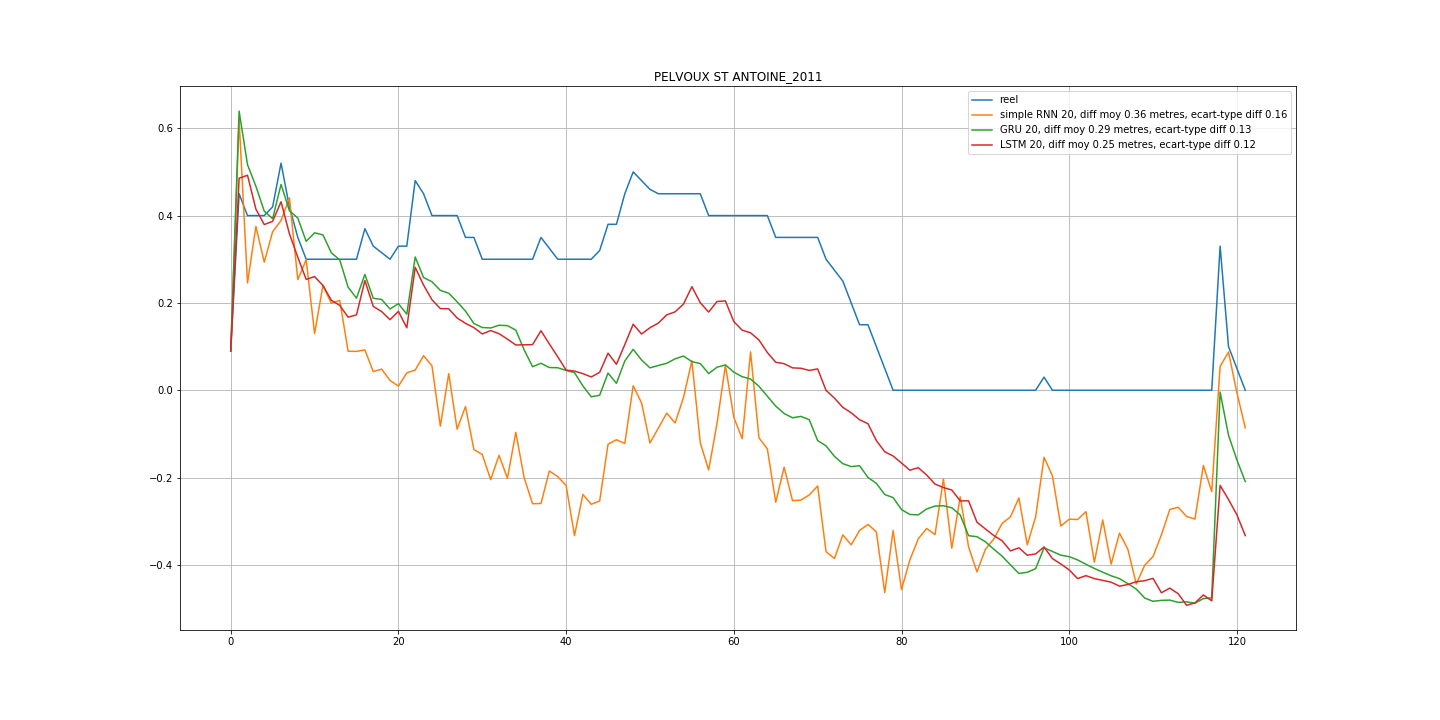 PELVOUX ST ANTOINE_2011
reel
simple RNN 20, diff moy 0.36 metres, ecart-type diff 0.16
GRU 20, diff moy 0.29 metres, ecart-type diff 0.13
LSTM 20, diff moy 0.25 metres, ecart-type diff 0.12
0.6
0.4
0.2
0.0
−0.2
−0.4
0 20 40 60 80 100 120